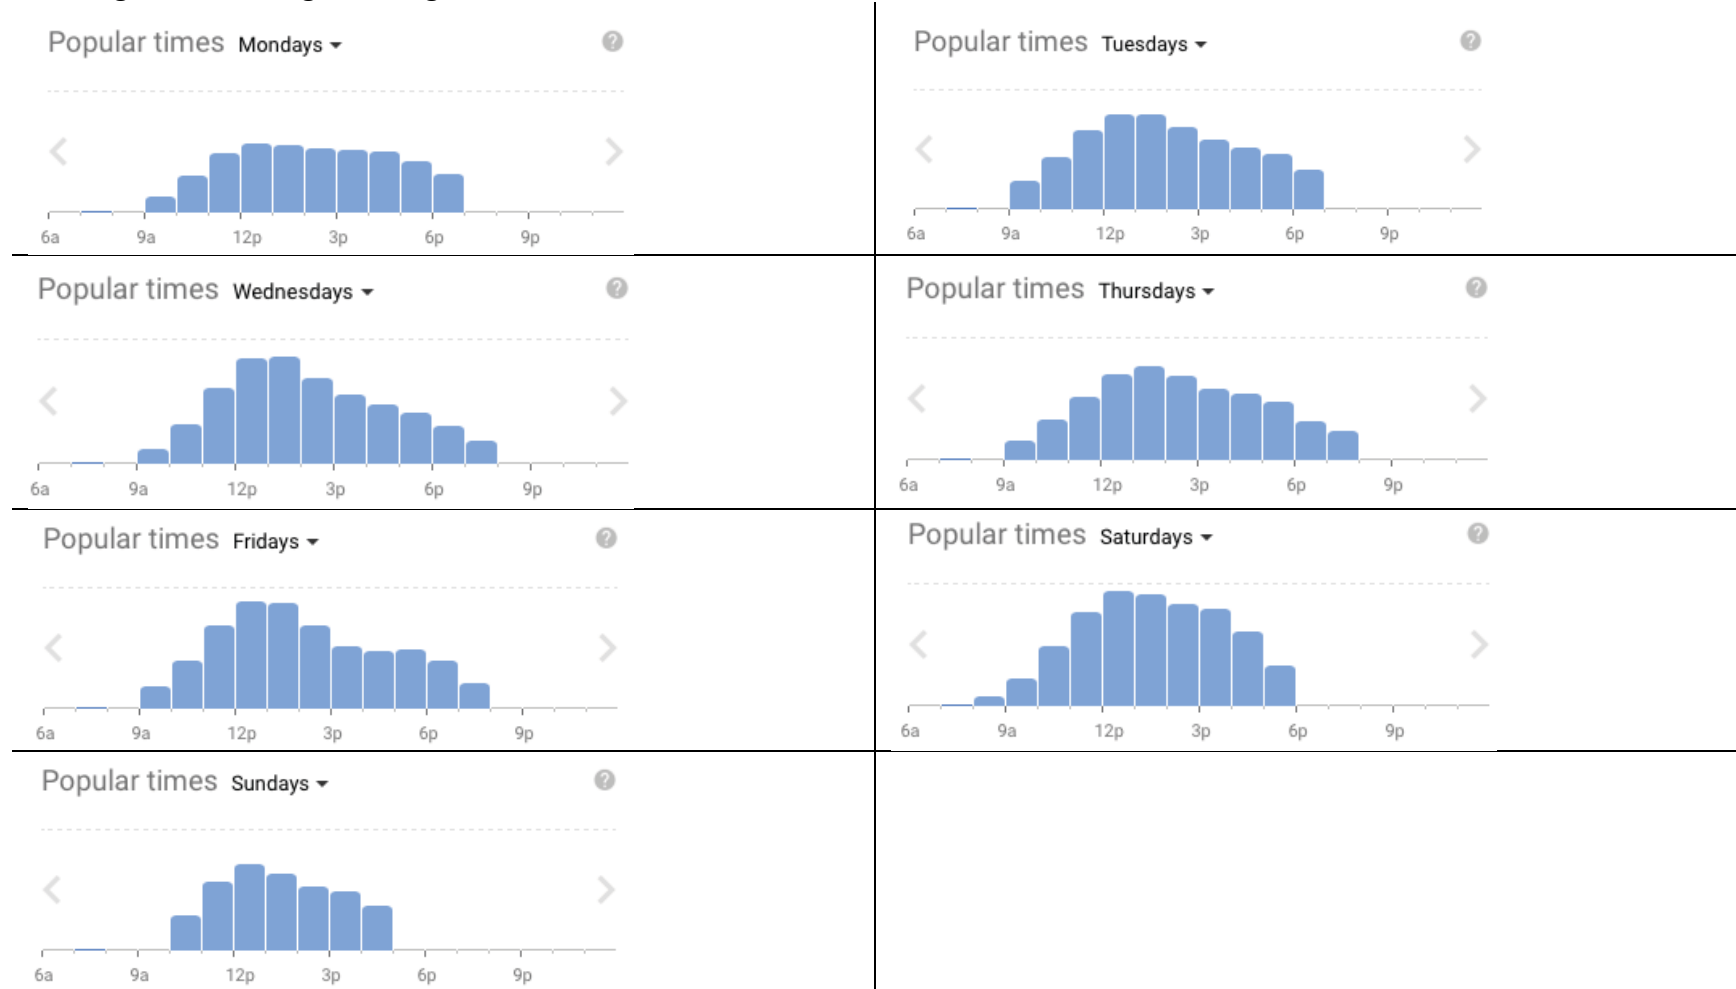 Popular times Mondays
6a 9a 12p 3p 6p 9p
Popular times Tuesdays
6a 9a 12p 3p 6p 9p
Popular times Wednesdays
6a 9a 12p 3p 6p 9p
Popular times Thursdays
6a 9a 12p 3p 6p 9p
Popular times Fridays
6a 9a 12p 3p 6p 9p
Popular times Saturdays
6a 9a 12p 3p 6p 9p
Popular times Sundays
6a 9a 12p 3p 6p 9p